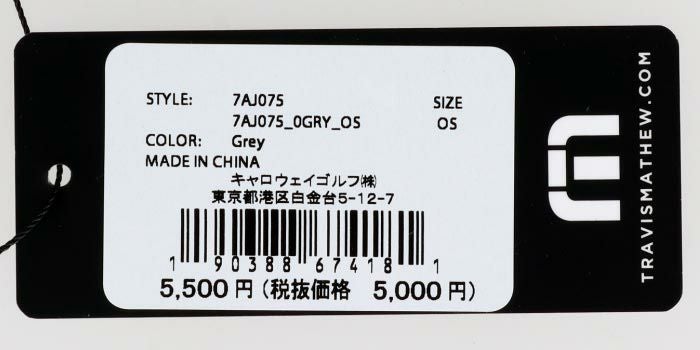 STYLE: 7AJ075 SIZE
7AJ075_0GRY_OS OS
COLOR: Grey
MADE IN CHINA
キャロウェイゴルフ㈱
東京都港区白金台5-12-7
1 90388 67418 1
5,500円(税抜価格 5,000円)
TRAVISMATHEW.COM